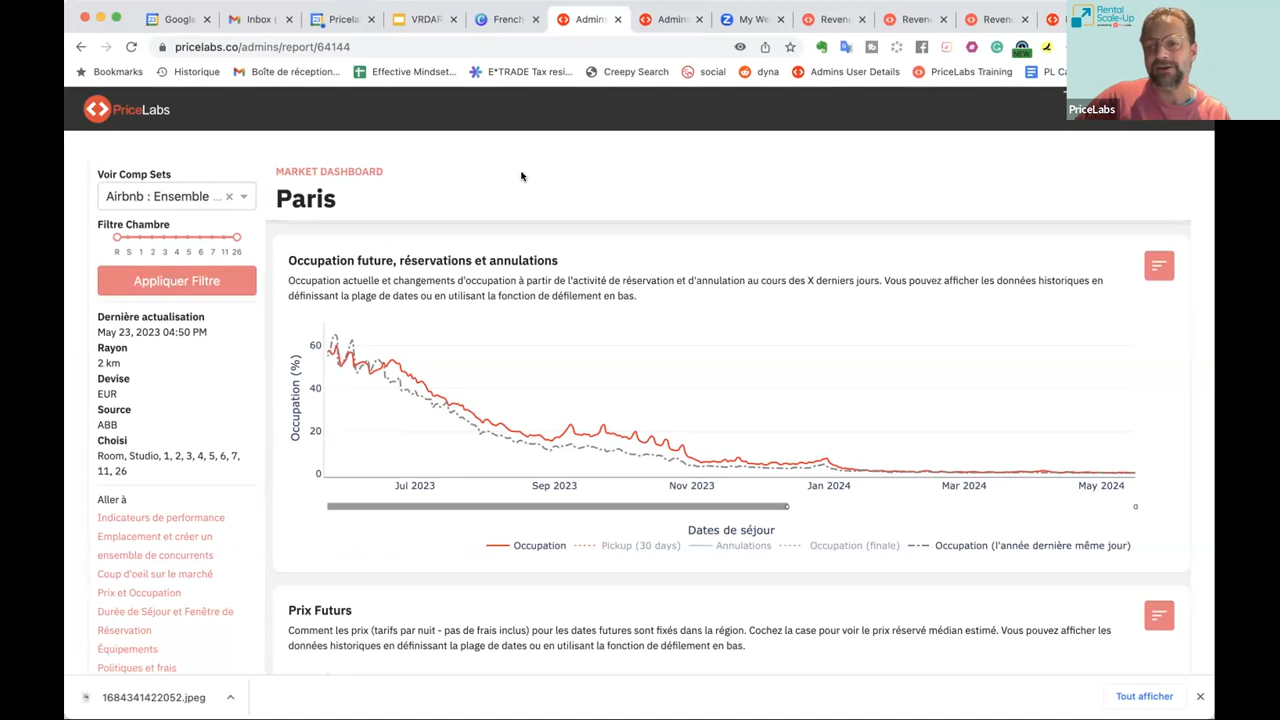 Google
Inbox (
Pricela
VRDAR
French
Admins
Admins
My We
Revenu
Revenu
Revenu
pricelabs.co/admins/report/64144
NEW
Bookmarks
Historique
Boîte de réception...
Effective Mindset...
E*TRADE Tax resi...
Creepy Search
social
dyna
Admins User Details
PriceLabs Training
PL Ca
Rental
Scale-Up
PriceLabs
PriceLabs
Voir Comp Sets
Airbnb : Ensemble ...
Filtre Chambre
R S 1 2 3 4 5 6 7 11 26
Appliquer Filtre
Dernière actualisation
May 23, 2023 04:50 PM
Rayon
2 km
Devise
EUR
Source
ABB
Choisi
Room, Studio, 1, 2, 3, 4, 5, 6, 7,
11, 26
Aller à
Indicateurs de performance
Emplacement et créer un
ensemble de concurrents
Coup d'oeil sur le marché
Prix et Occupation
Durée de Séjour et Fenêtre de
Réservation
Équipements
Politiques et frais
MARKET DASHBOARD
Paris
Occupation future, réservations et annulations
Occupation actuelle et changements d'occupation à partir de l'activité de réservation et d'annulation au cours des X derniers jours. Vous pouvez afficher les données historiques en
définissant la plage de dates ou en utilisant la fonction de défilement en bas.
Occupation (%)
60
40
20
0
Jul 2023
Sep 2023
Nov 2023
Jan 2024
Mar 2024
May 2024
Dates de séjour
Occupation
Pickup (30 days)
Annulations
Occupation (finale)
Occupation (l'année dernière même jour)
Prix Futurs
Comment les prix (tarifs par nuit - pas de frais inclus) pour les dates futures sont fixés dans la région. Cochez la case pour voir le prix réservé médian estimé. Vous pouvez afficher les
données historiques en définissant la plage de dates ou en utilisant la fonction de défilement en bas.
1684341422052.jpeg
Tout afficher